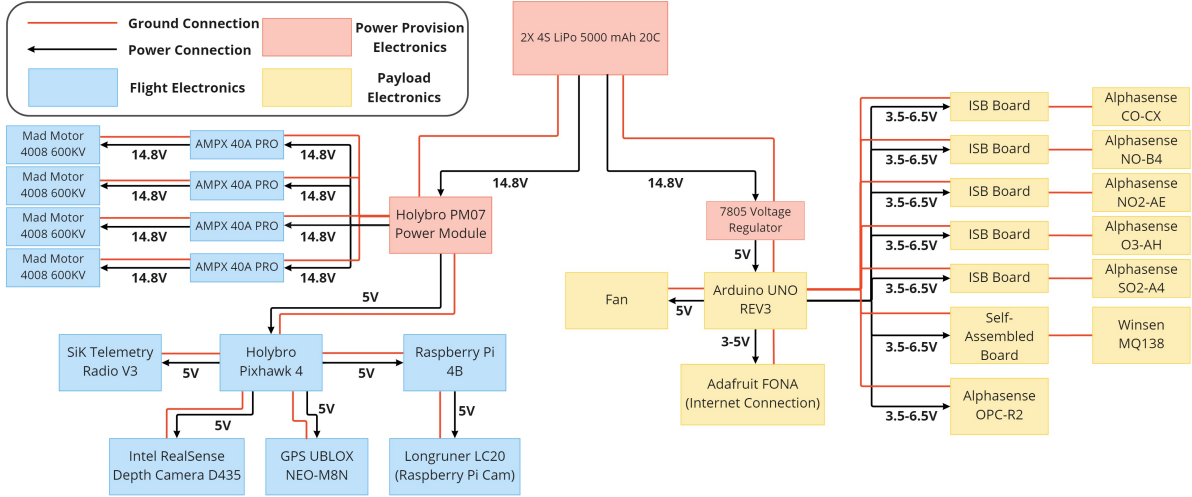 Ground Connection
Power Connection
Flight Electronics
Power Provision
Electronics
Payload
Electronics
2X 4S LiPo 5000 mAh 20C
14.8V
14.8V
Mad Motor
4008 600KV
14.8V
AMPX 40A PRO
14.8V
Mad Motor
4008 600KV
14.8V
AMPX 40A PRO
14.8V
Mad Motor
4008 600KV
14.8V
AMPX 40A PRO
14.8V
Mad Motor
4008 600KV
14.8V
AMPX 40A PRO
14.8V
Holybro PM07
Power Module
5V
SiK Telemetry
Radio V3
5V
Holybro
Pixhawk 4
5V
Raspberry Pi
4B
5V
5V
5V
Intel RealSense
Depth Camera D435
GPS UBLOX
NEO-M8N
Longruner LC20
(Raspberry Pi Cam)
7805 Voltage
Regulator
5V
Fan
5V
Arduino UNO
REV3
3-5V
Adafruit FONA
(Internet Connection)
3.5-6.5V
ISB Board
Alphasense
CO-CX
3.5-6.5V
ISB Board
Alphasense
NO-B4
3.5-6.5V
ISB Board
Alphasense
NO2-AE
3.5-6.5V
ISB Board
Alphasense
O3-AH
3.5-6.5V
ISB Board
Alphasense
SO2-A4
3.5-6.5V
Self-
Assembled
Board
Winsen
MQ138
3.5-6.5V
Alphasense
OPC-R2